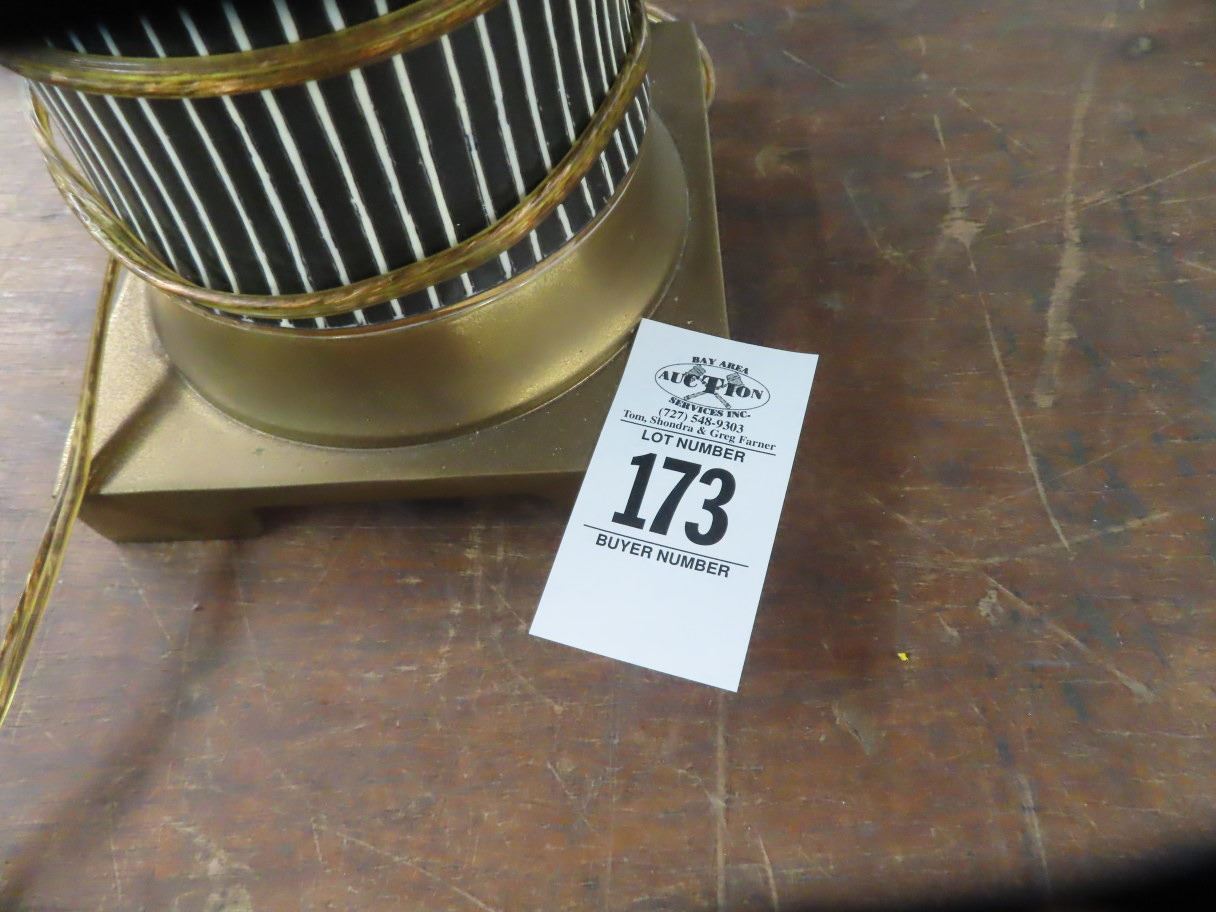 BAY AREA
AUCTION
SERVICES INC.
(727) 548-9303
Tom, Shondra & Greg Farner
LOT NUMBER
173
BUYER NUMBER